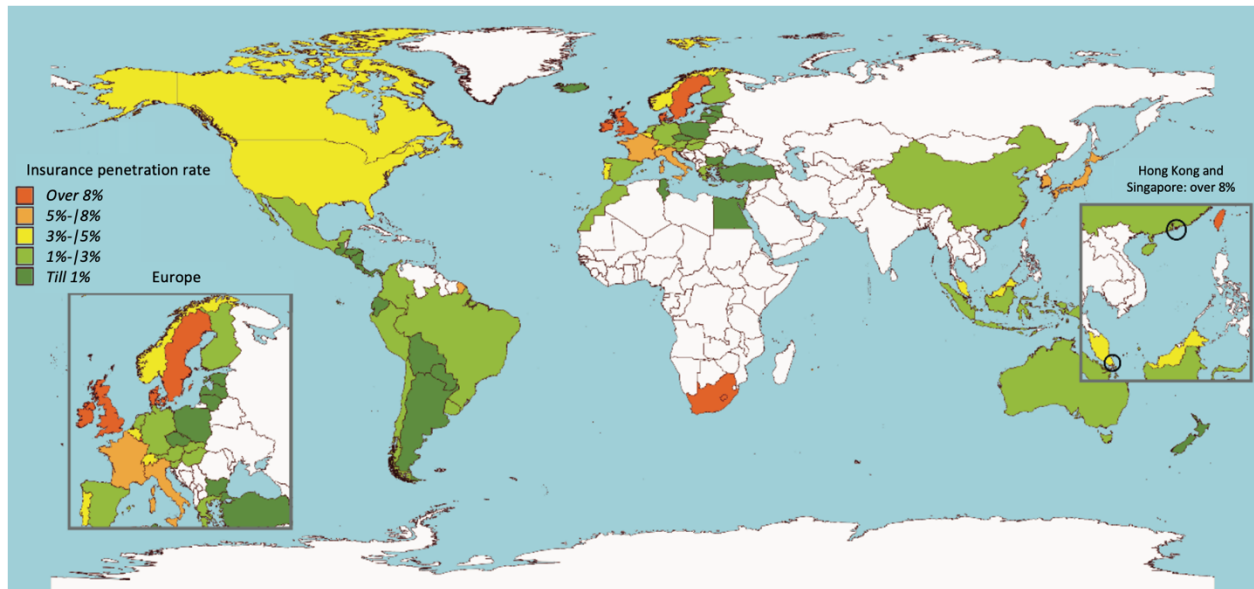 Insurance penetration rate
Over 8%
5%-|8%
3%-|5%
1%-|3%
Till 1%
Europe
Hong Kong and
Singapore: over 8%